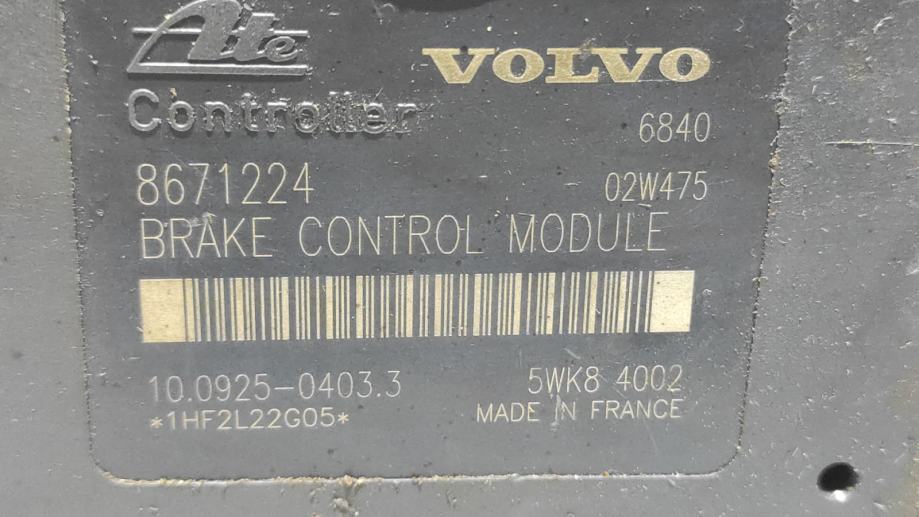 Ate VOLVO
Controller 6840
8671224 02W475
BRAKE CONTROL MODULE
10.0925-0403.3 5WK8 4002
*1HF2L22G05* MADE IN FRANCE